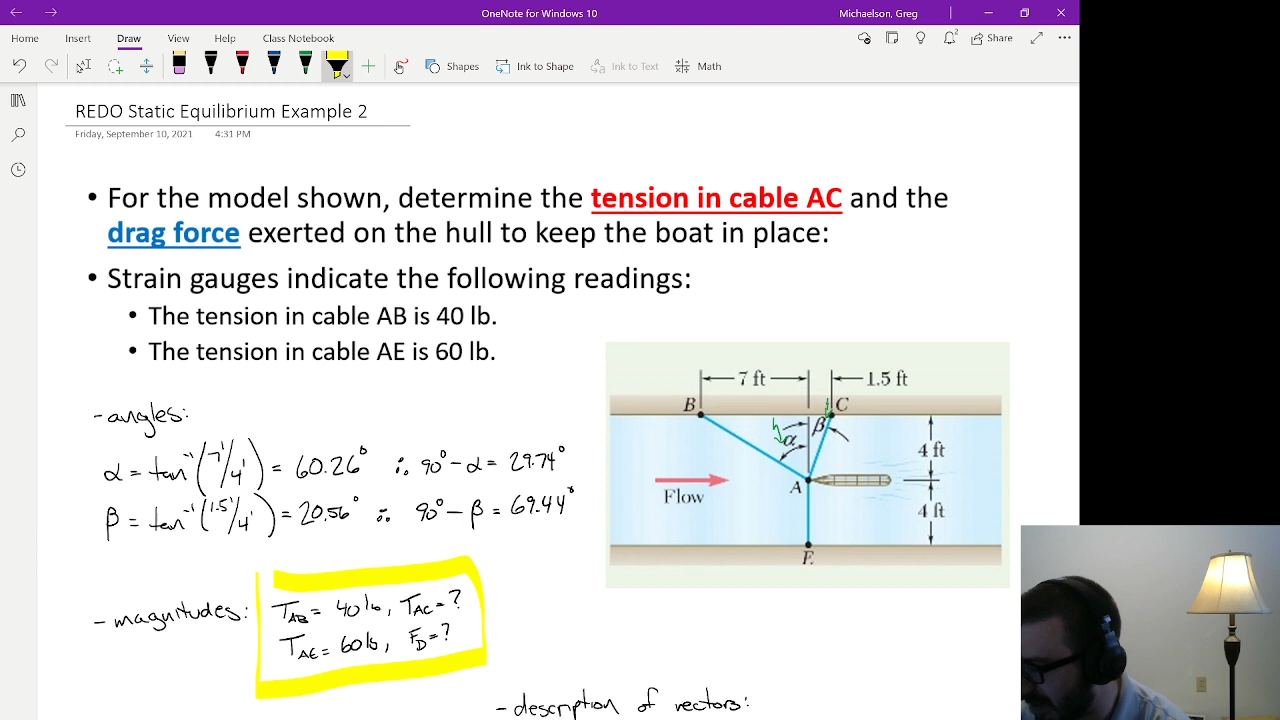 OneNote for Windows 10
Michaelson, Greg
Home Insert Draw View Help Class Notebook
Share
Shapes Ink to Shape Ink to Text Math
REDO Static Equilibrium Example 2
Friday, September 10, 2021 4:31 PM
• For the model shown, determine the tension in cable AC and the
drag force exerted on the hull to keep the boat in place:
• Strain gauges indicate the following readings:
• The tension in cable AB is 40 lb.
• The tension in cable AE is 60 lb.
- angles:
α = tan⁻¹(7'/4') = 60.26° ∴ 90° - α = 29.74°
β = tan⁻¹(1.5'/4') = 20.56° ∴ 90° - β = 69.44°
- magnitudes:
T_AB = 40 lb, T_AC = ?
T_AE = 60 lb, F_D = ?
- description of vectors:
7 ft 1.5 ft
B C
α β
4 ft
A
Flow
4 ft
E